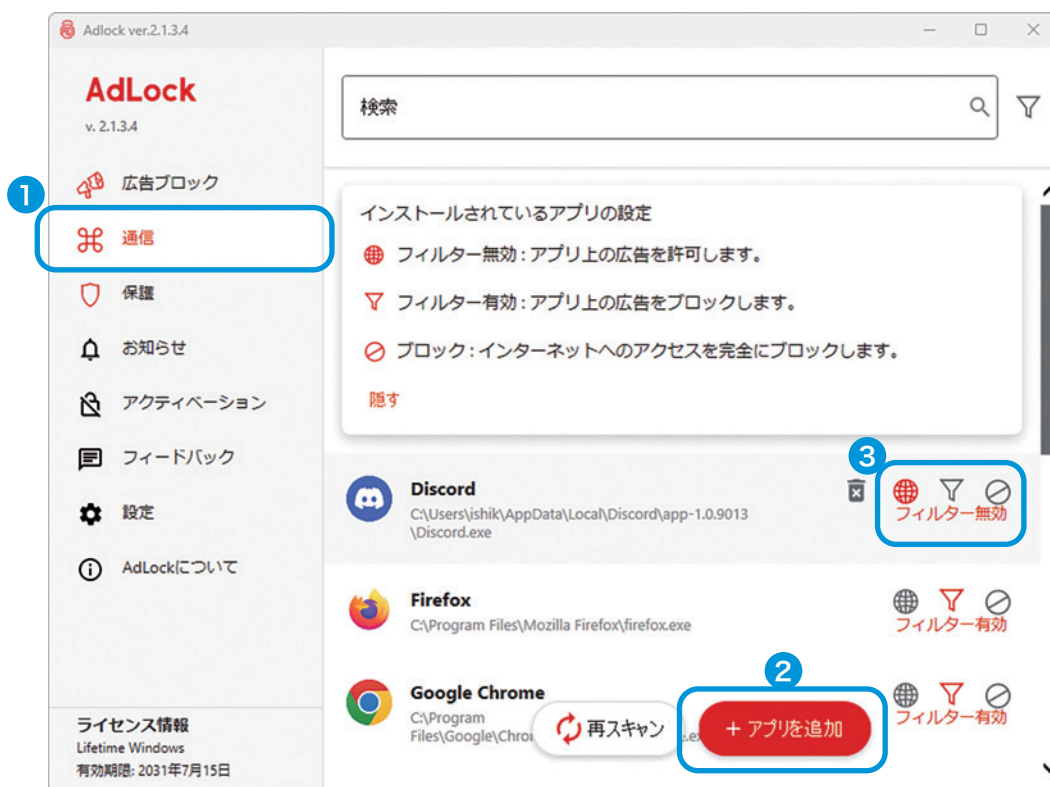 Adlock ver.2.1.3.4
AdLock
v. 2.1.3.4
1
広告ブロック
通信
保護
お知らせ
アクティベーション
フィードバック
設定
AdLockについて
ライセンス情報
Lifetime Windows
有効期限: 2031年7月15日
検索
インストールされているアプリの設定
フィルター無効：アプリ上の広告を許可します。
フィルター有効：アプリ上の広告をブロックします。
ブロック：インターネットへのアクセスを完全にブロックします。
隠す
3
Discord
C:\Users\ishik\AppData\Local\Discord\app-1.0.9013
\Discord.exe
フィルター無効
Firefox
C:\Program Files\Mozilla Firefox\firefox.exe
フィルター有効
2
Google Chrome
C:\Program
Files\Google\Chro
フィルター有効
再スキャン
+ アプリを追加